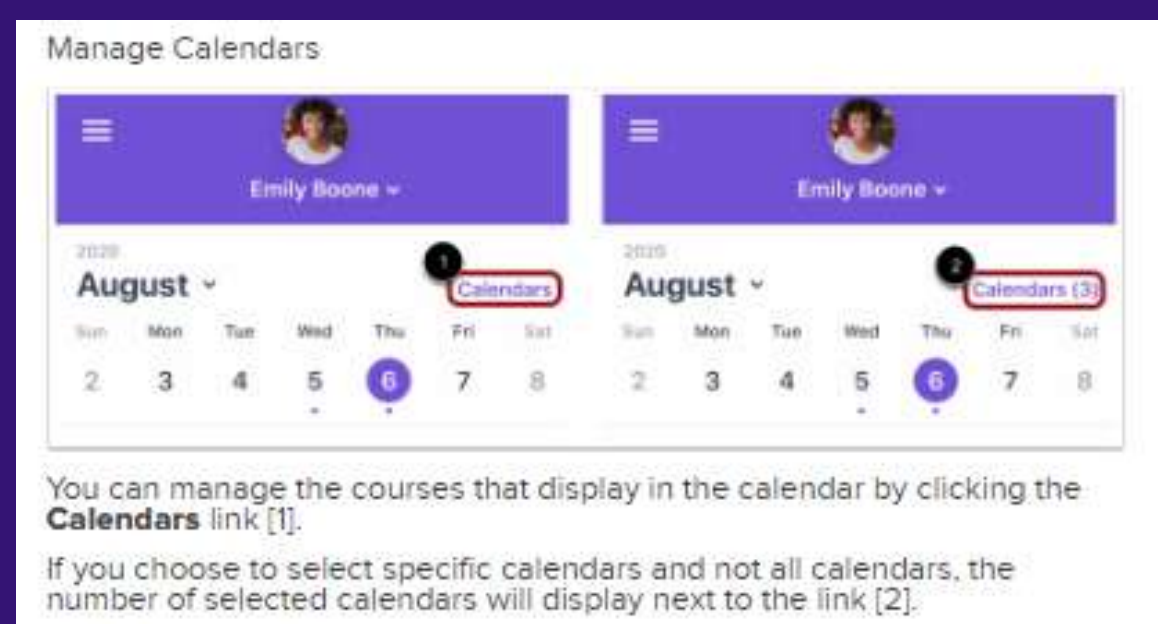 Manage Calendars
Emily Boone
2020
August
1
Calendars
Sun Mon Tue Wed Thu Fri Sat
2 3 4 5 6 7 8
Emily Boone
2020
August
2
Calendars (3)
Sun Mon Tue Wed Thu Fri Sat
2 3 4 5 6 7 8
You can manage the courses that display in the calendar by clicking the
Calendars link [1].
If you choose to select specific calendars and not all calendars, the
number of selected calendars will display next to the link [2].